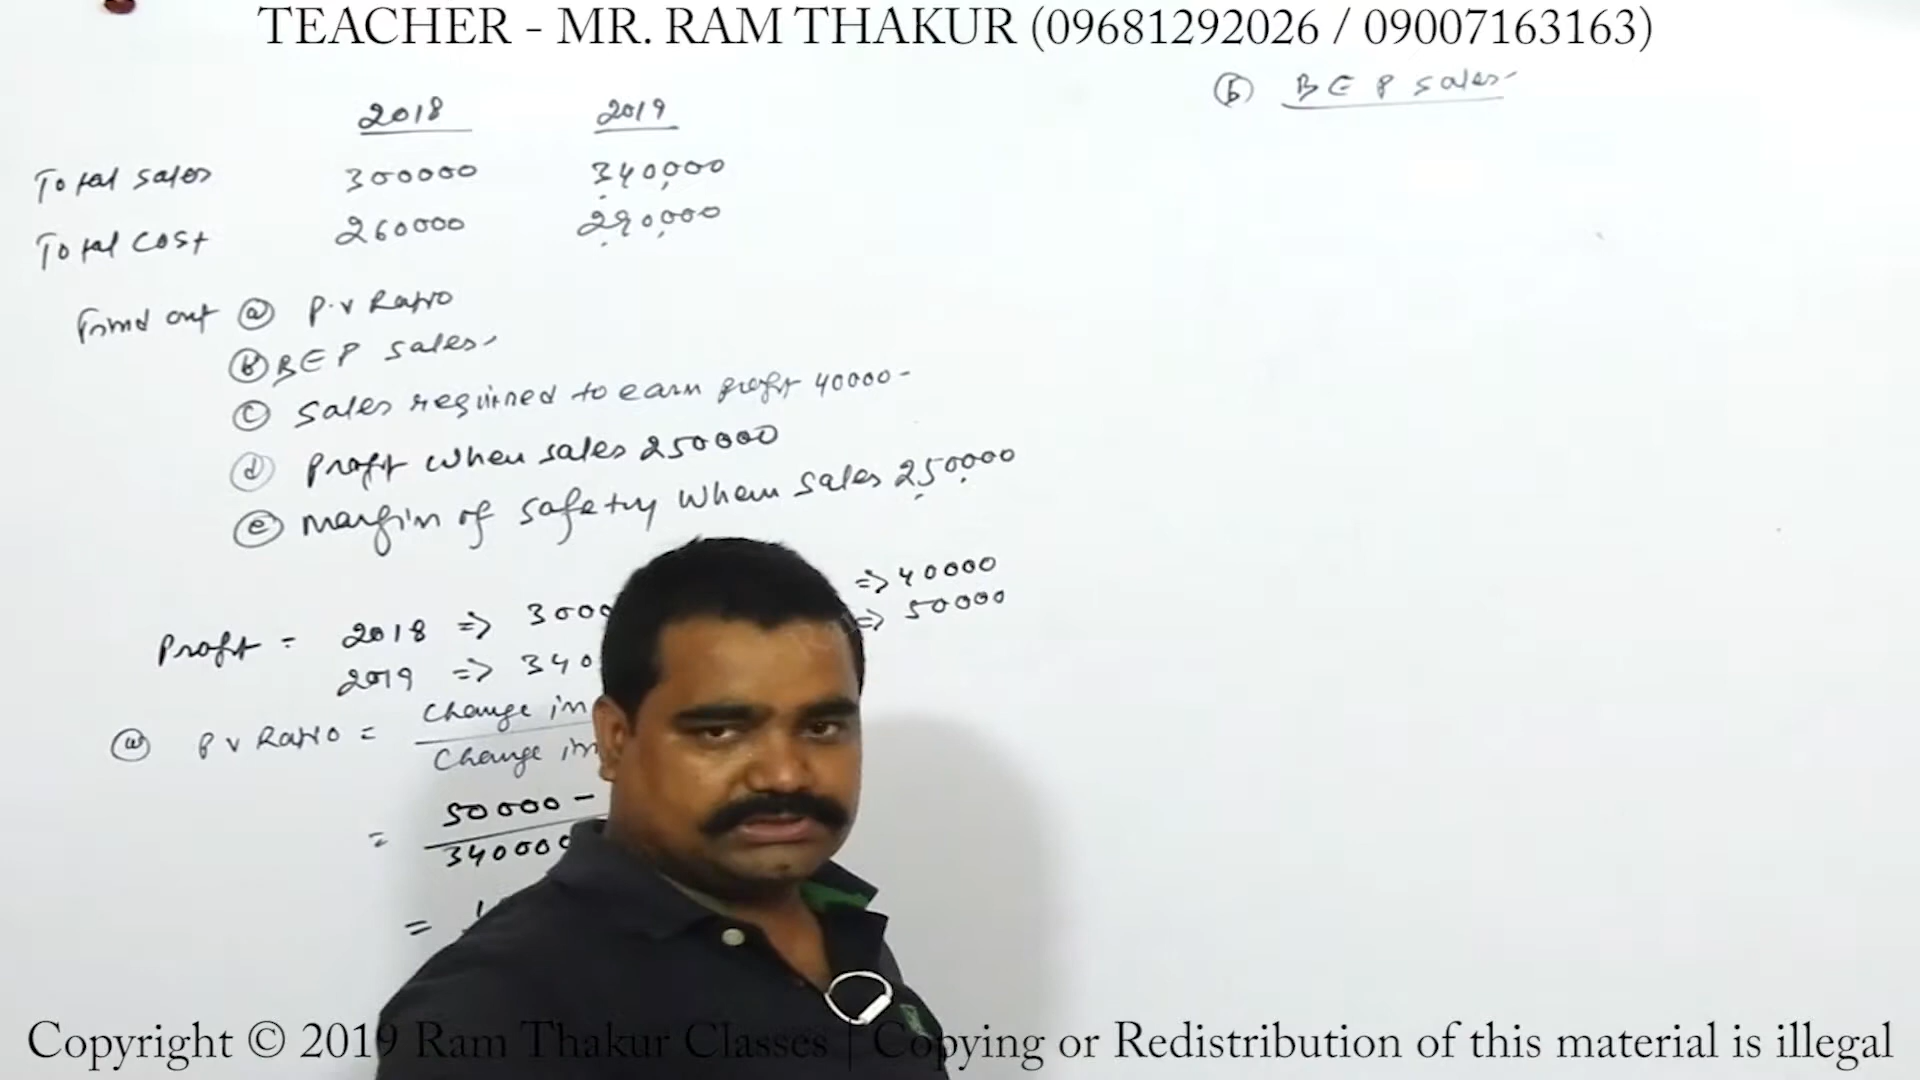 TEACHER - MR. RAM THAKUR (09681292026 / 09007163163)
2018 2019
Total sales 300000 340,000
Total Cost 260000 290,000
Find out (a) P.V Ratio
(b) BEP sales
(c) Sales required to earn profit 40000-
(d) Profit when sales 250000
(e) margin of safety when sales 250000
Profit = 2018 => 3000 => 40000
2019 => 340 => 50000
(a) PV Ratio = Change in
Change in
= 50000 -
340000
=
(b) BEP sales
Copyright © 2019 Ram Thakur Classes | Copying or Redistribution of this material is illegal